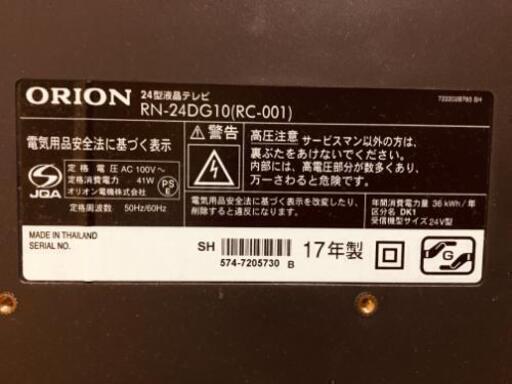 ORION
24型液晶テレビ
RN-24DG10(RC-001)
電気用品安全法に基づく表示
JQA
定格電圧 AC 100V～
定格消費電力 41W
オリオン電機株式会社
PS
定格周波数 50Hz/60Hz
警告
高圧注意 サービスマン以外の方は、
裏ぶたをあけないでください。
内部には、高電圧部分が数多くあり、
万一さわると危険です。
電気用品安全法に基づく表示を改変したり、
削除すると違反になります。
年間消費電力量 36 kWh/年
区分名 DK1
受信機型サイズ 24V型
MADE IN THAILAND
SERIAL NO.
SH
574-7205730 B
17年製
G